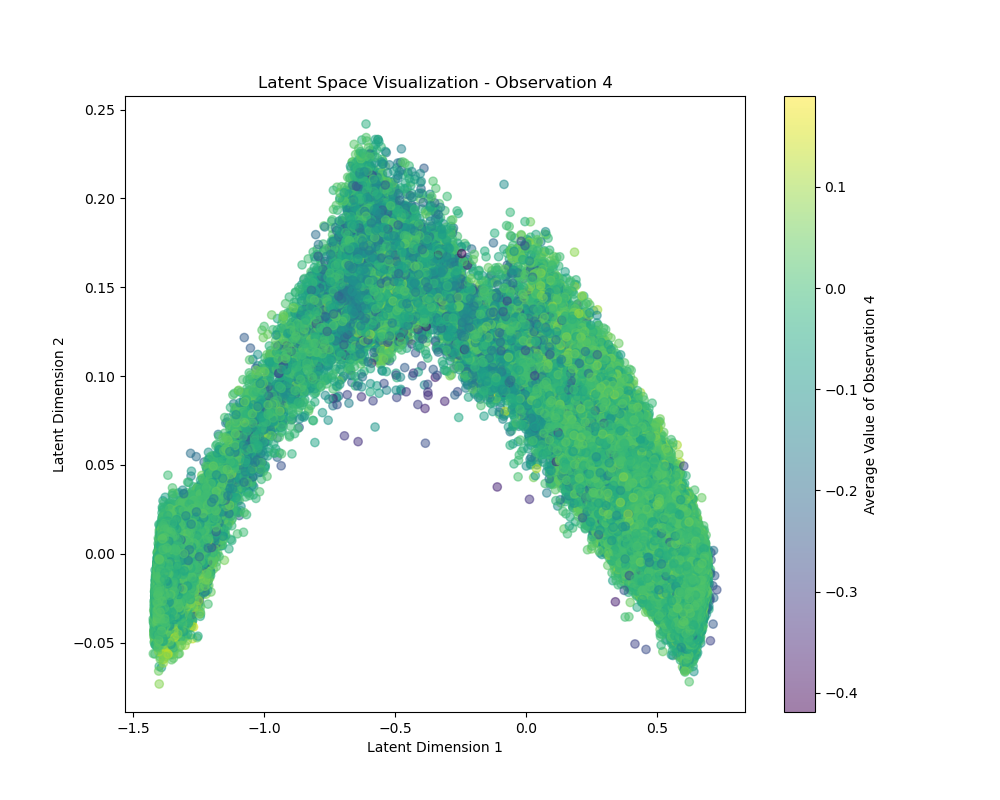 Latent Space Visualization - Observation 4
0.25
0.20
0.15
0.10
0.05
0.00
−0.05
Latent Dimension 2
−1.5 −1.0 −0.5 0.0 0.5
Latent Dimension 1
0.1
0.0
−0.1
−0.2
−0.3
−0.4
Average Value of Observation 4